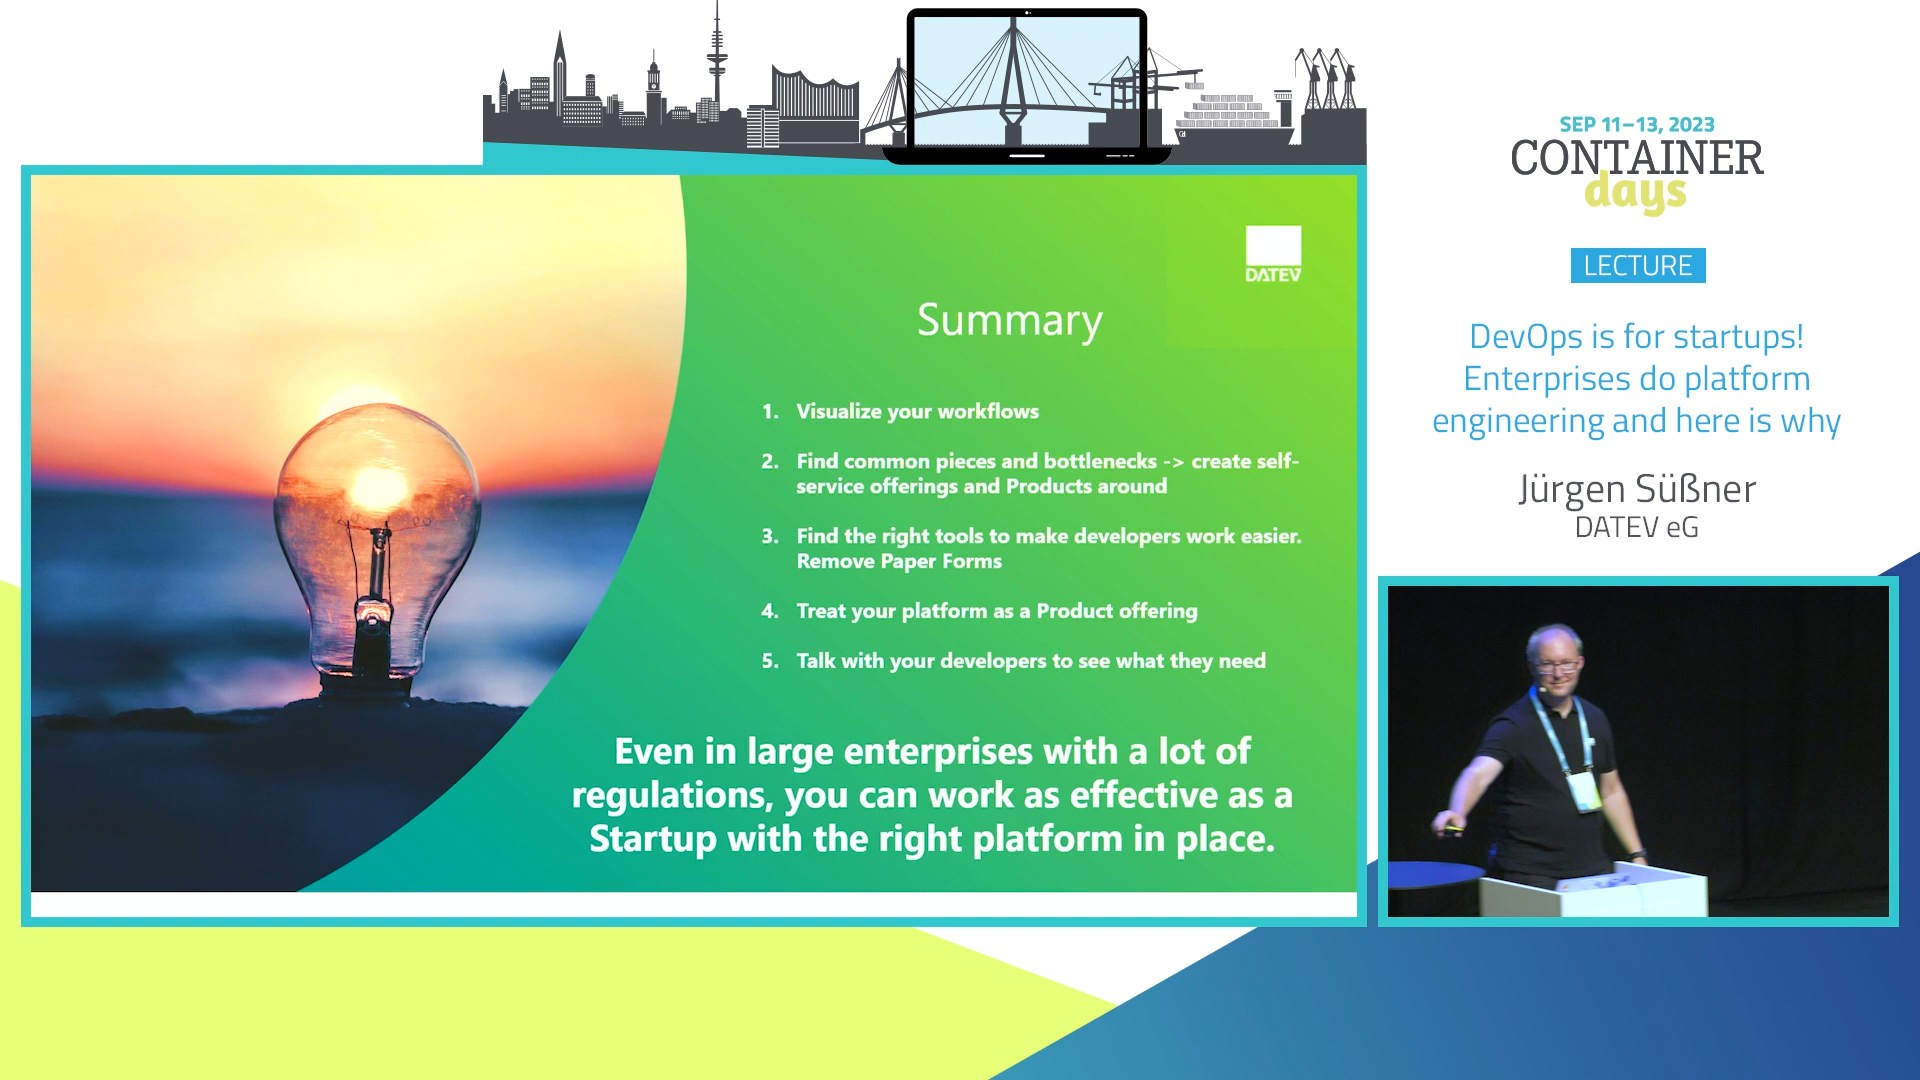 SEP 11–13, 2023
CONTAINER
days
LECTURE
DevOps is for startups!
Enterprises do platform
engineering and here is why
Jürgen Süßner
DATEV eG
DATEV
Summary
1. Visualize your workflows
2. Find common pieces and bottlenecks -> create self-
service offerings and Products around
3. Find the right tools to make developers work easier.
Remove Paper Forms
4. Treat your platform as a Product offering
5. Talk with your developers to see what they need
Even in large enterprises with a lot of
regulations, you can work as effective as a
Startup with the right platform in place.